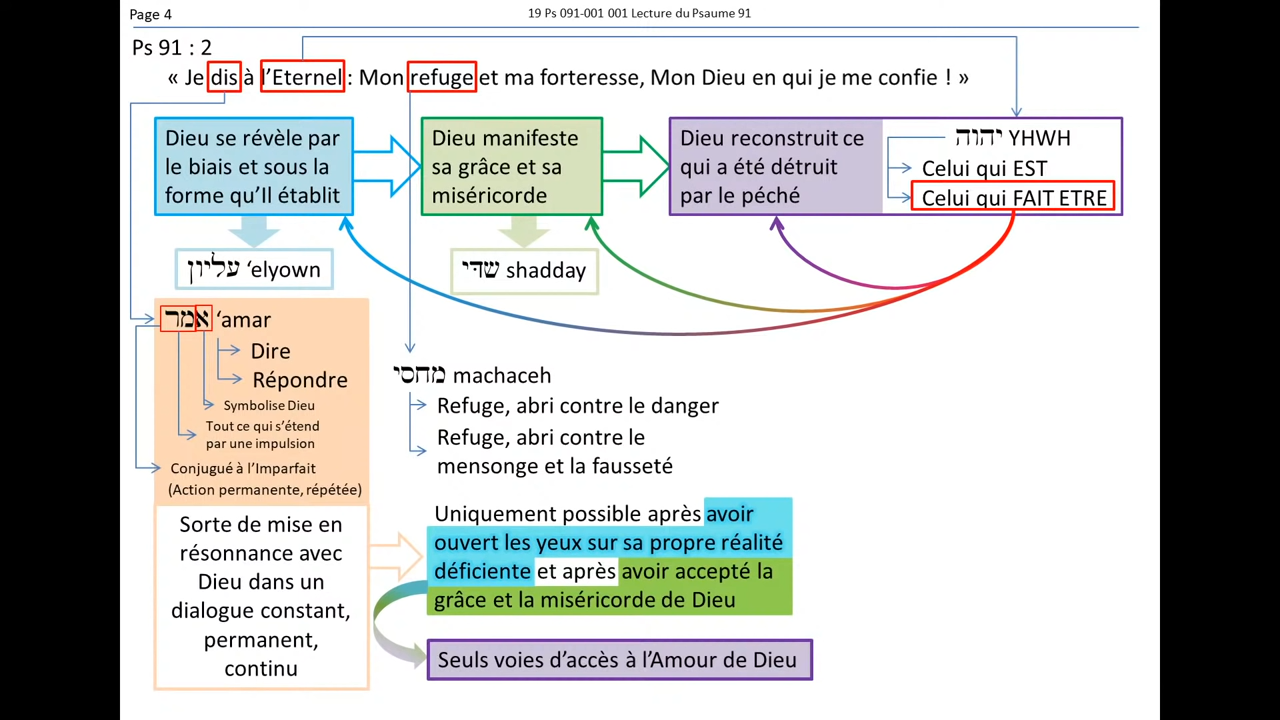 Page 4
19 Ps 091-001 001 Lecture du Psaume 91
Ps 91 : 2
« Je dis à l'Eternel : Mon refuge et ma forteresse, Mon Dieu en qui je me confie ! »
Dieu se révèle par
le biais et sous la
forme qu'Il établit
Dieu manifeste
sa grâce et sa
miséricorde
Dieu reconstruit ce
qui a été détruit
par le péché
יהוה YHWH
Celui qui EST
Celui qui FAIT ETRE
עליון 'elyown
שדי shadday
אמר 'amar
Dire
Répondre
Symbolise Dieu
Tout ce qui s'étend
par une impulsion
Conjugué à l'Imparfait
(Action permanente, répétée)
מחסי machaceh
Refuge, abri contre le danger
Refuge, abri contre le
mensonge et la fausseté
Sorte de mise en
résonnance avec
Dieu dans un
dialogue constant,
permanent,
continu
Uniquement possible après avoir
ouvert les yeux sur sa propre réalité
déficiente et après avoir accepté la
grâce et la miséricorde de Dieu
Seuls voies d'accès à l'Amour de Dieu